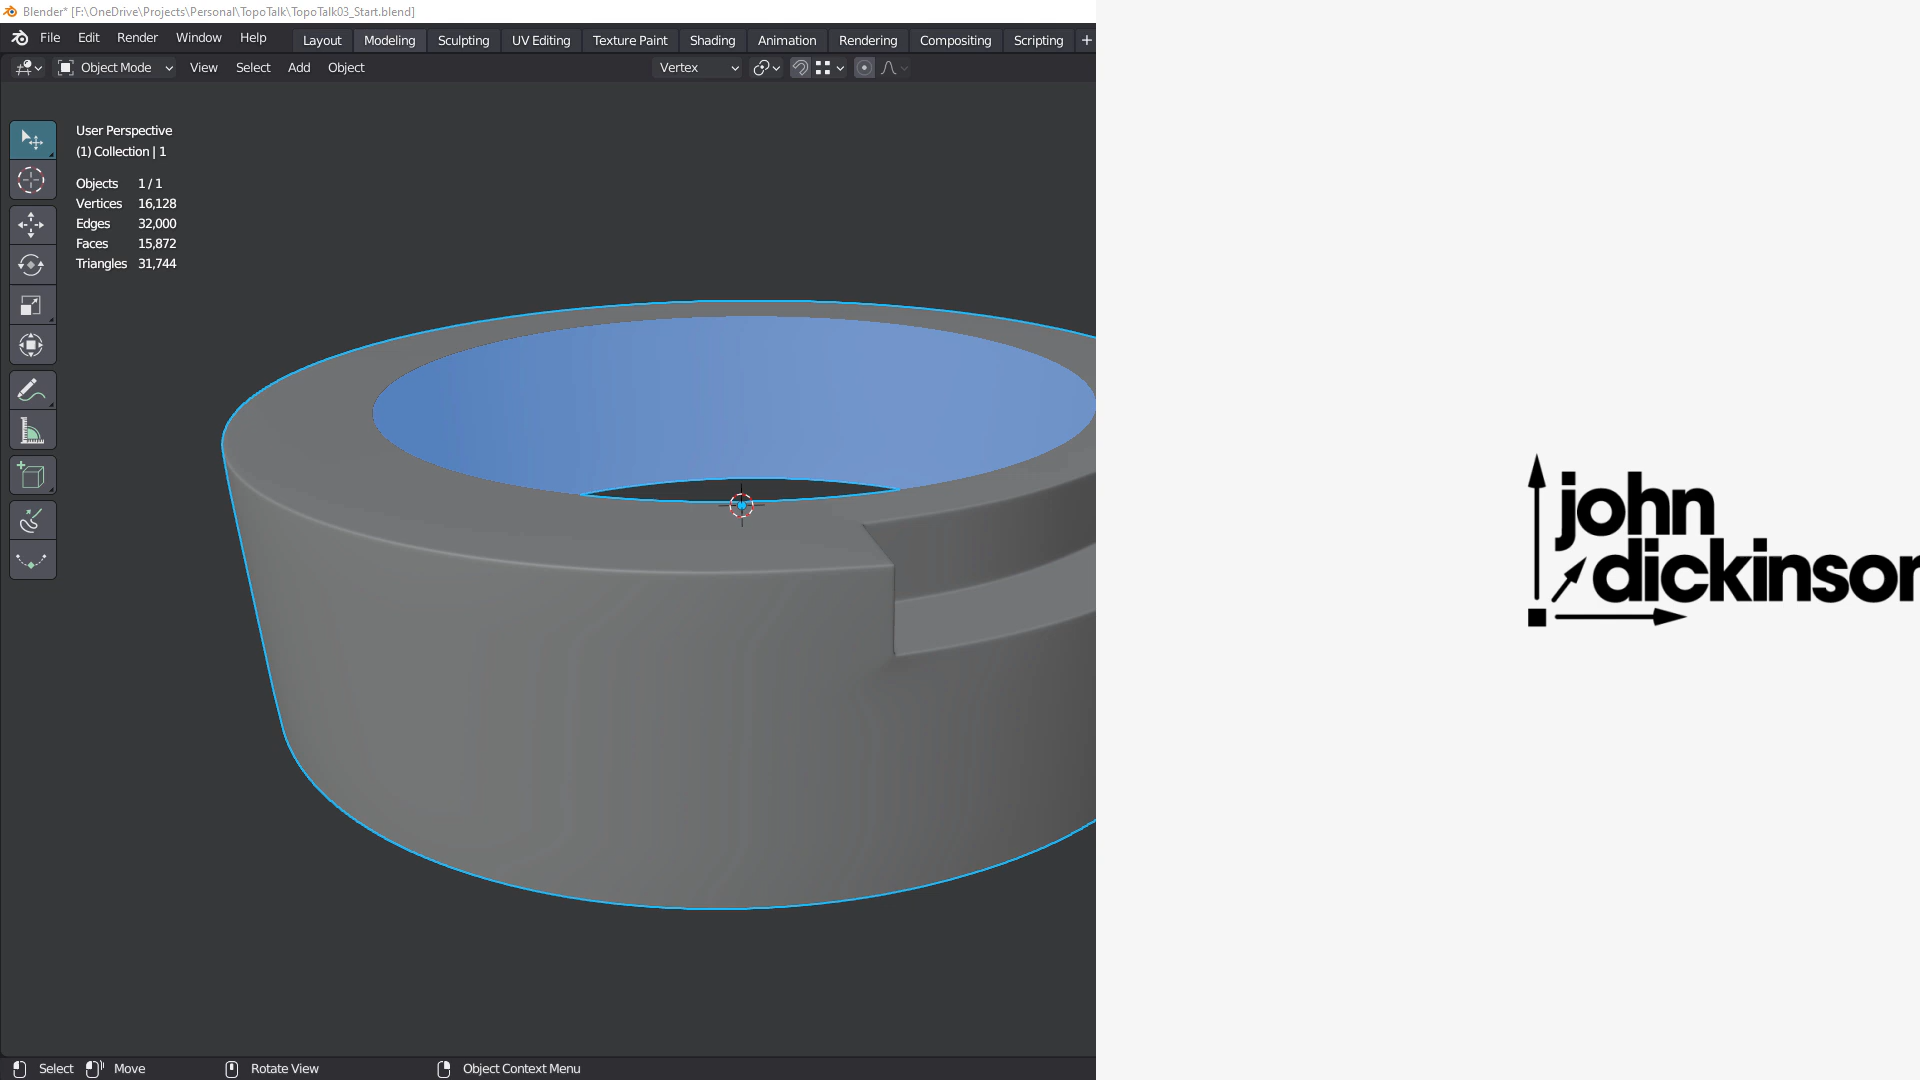 Blender* [F:\OneDrive\Projects\Personal\TopoTalk\TopoTalk03_Start.blend]
File Edit Render Window Help Layout Modeling Sculpting UV Editing Texture Paint Shading Animation Rendering Compositing Scripting +
Object Mode View Select Add Object Vertex
User Perspective
(1) Collection | 1
Objects 1 / 1
Vertices 16,128
Edges 32,000
Faces 15,872
Triangles 31,744
john
dickinson
Select Move Rotate View Object Context Menu